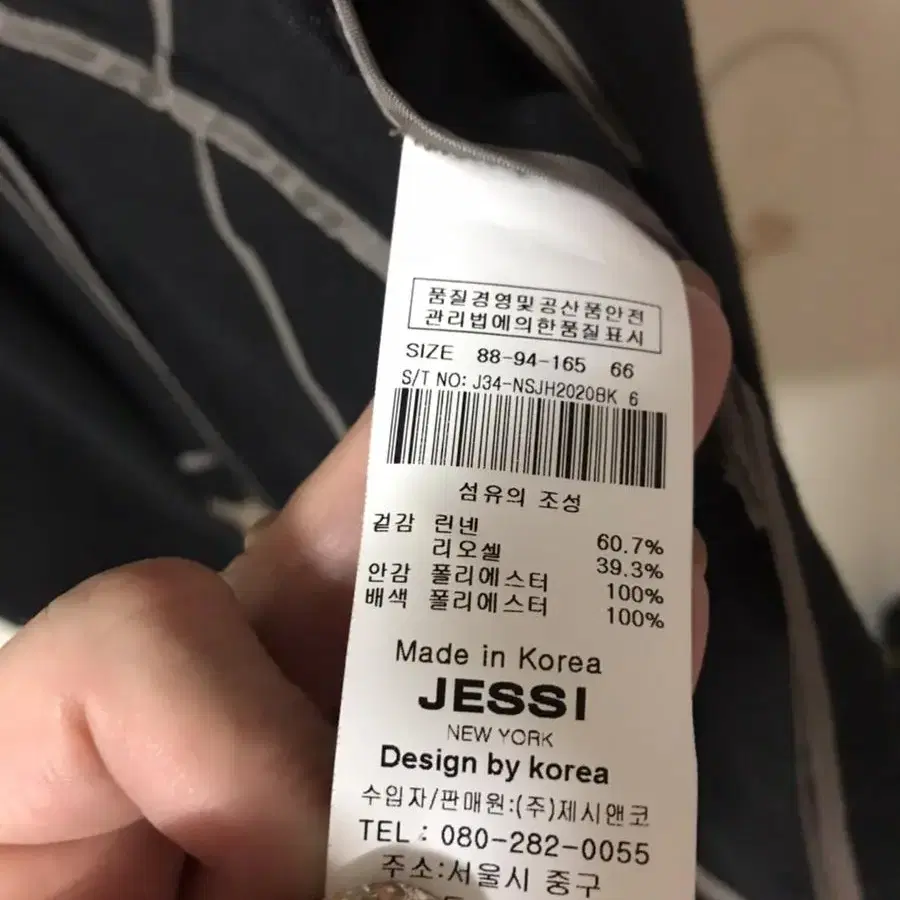 품질경영및공산품안전
관리법에의한품질표시
SIZE 88-94-165 66
S/T NO: J34-NSJH2020BK 6
섬유의 조성
겉감 린넨 60.7%
리오셀 39.3%
안감 폴리에스터 100%
배색 폴리에스터 100%
Made in Korea
JESSI
NEW YORK
Design by korea
수입자/판매원:(주)제시앤코
TEL : 080-282-0055
주소:서울시 중구